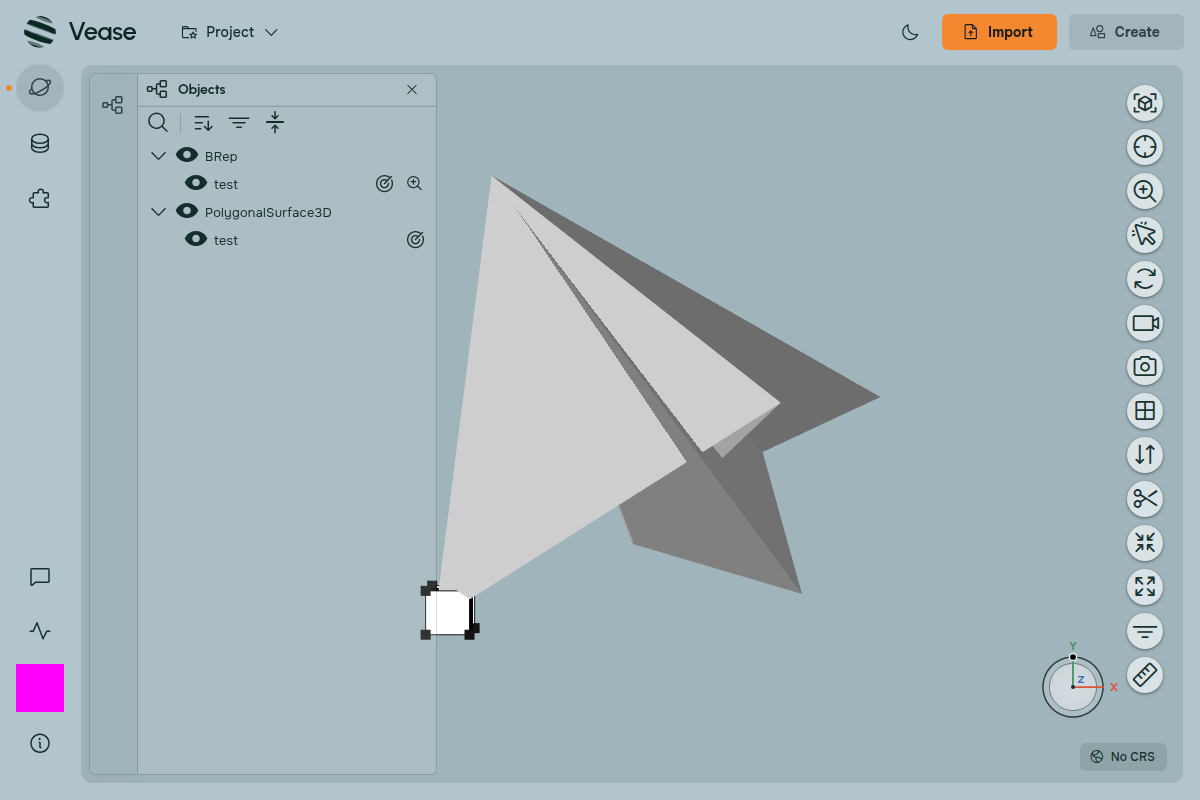 Vease
Project
Import
Create
Objects
BRep
test
PolygonalSurface3D
test
Y
Z
X
No CRS